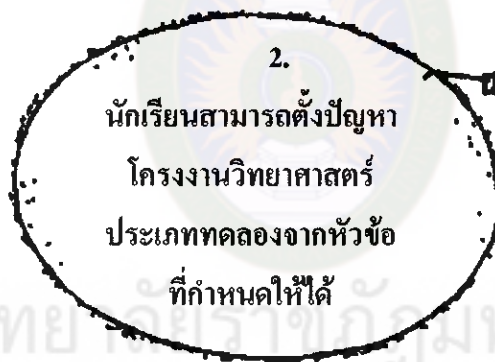 2.
นักเรียนสามารถตั้งปัญหา
โครงงานวิทยาศาสตร์
ประเภททดลองจากหัวข้อ
ที่กำหนดให้ได้